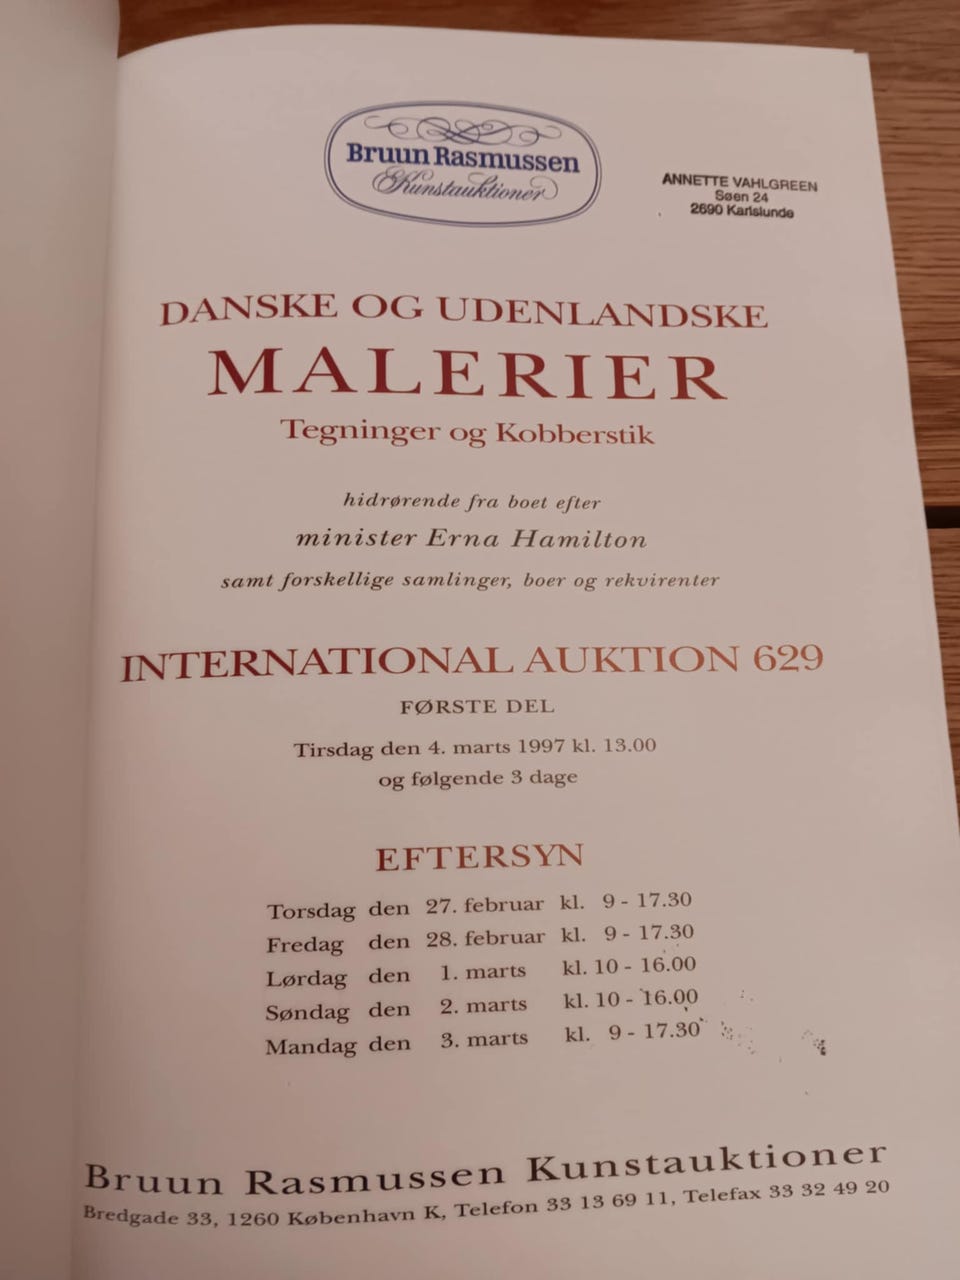 Bruun Rasmussen
Kunstauktioner
ANNETTE VAHLGREEN
Søen 24
2690 Karlslunde
DANSKE OG UDENLANDSKE
MALERIER
Tegninger og Kobberstik
hidrørende fra boet efter
minister Erna Hamilton
samt forskellige samlinger, boer og rekvirenter
INTERNATIONAL AUKTION 629
FØRSTE DEL
Tirsdag den 4. marts 1997 kl. 13.00
og følgende 3 dage
EFTERSYN
Torsdag den 27. februar kl. 9 - 17.30
Fredag den 28. februar kl. 9 - 17.30
Lørdag den 1. marts kl. 10 - 16.00
Søndag den 2. marts kl. 10 - 16.00
Mandag den 3. marts kl. 9 - 17.30
Bruun Rasmussen Kunstauktioner
Bredgade 33, 1260 København K, Telefon 33 13 69 11, Telefax 33 32 49 20